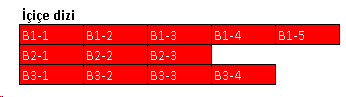 İçiçe dizi
B1-1 B1-2 B1-3 B1-4 B1-5
B2-1 B2-2 B2-3
B3-1 B3-2 B3-3 B3-4